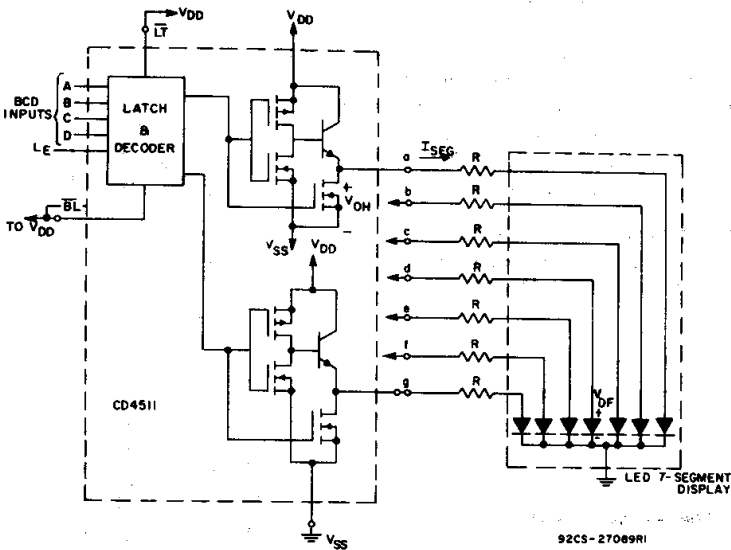 VDD
LT
VDD
BCD
INPUTS
A
B
C
D
LE
LATCH
&
DECODER
BL
TO VDD
VOH
+
−
VSS
VDD
CD4511
VSS
ISEG.
a
R
b
R
c
R
d
R
e
R
f
R
g
R
VDF
+
−
LED 7-SEGMENT
DISPLAY
92CS-27089R1